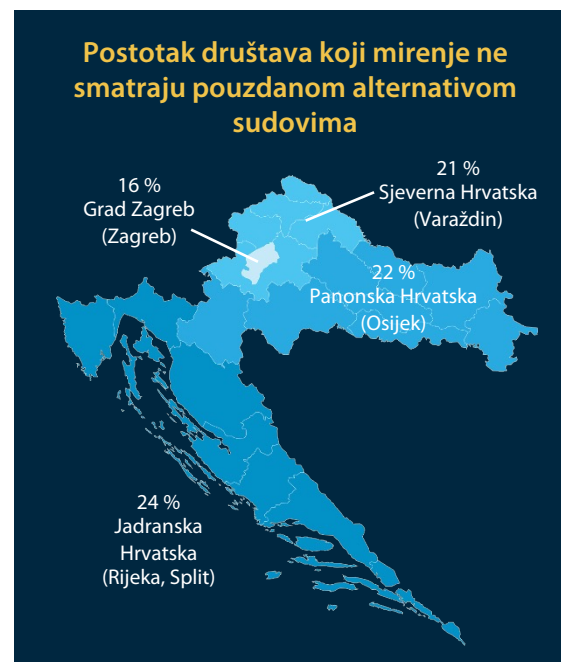 Postotak društava koji mirenje ne
smatraju pouzdanom alternativom
sudovima
16 %
Grad Zagreb
(Zagreb)
21 %
Sjeverna Hrvatska
(Varaždin)
22 %
Panonska Hrvatska
(Osijek)
24 %
Jadranska
Hrvatska
(Rijeka, Split)